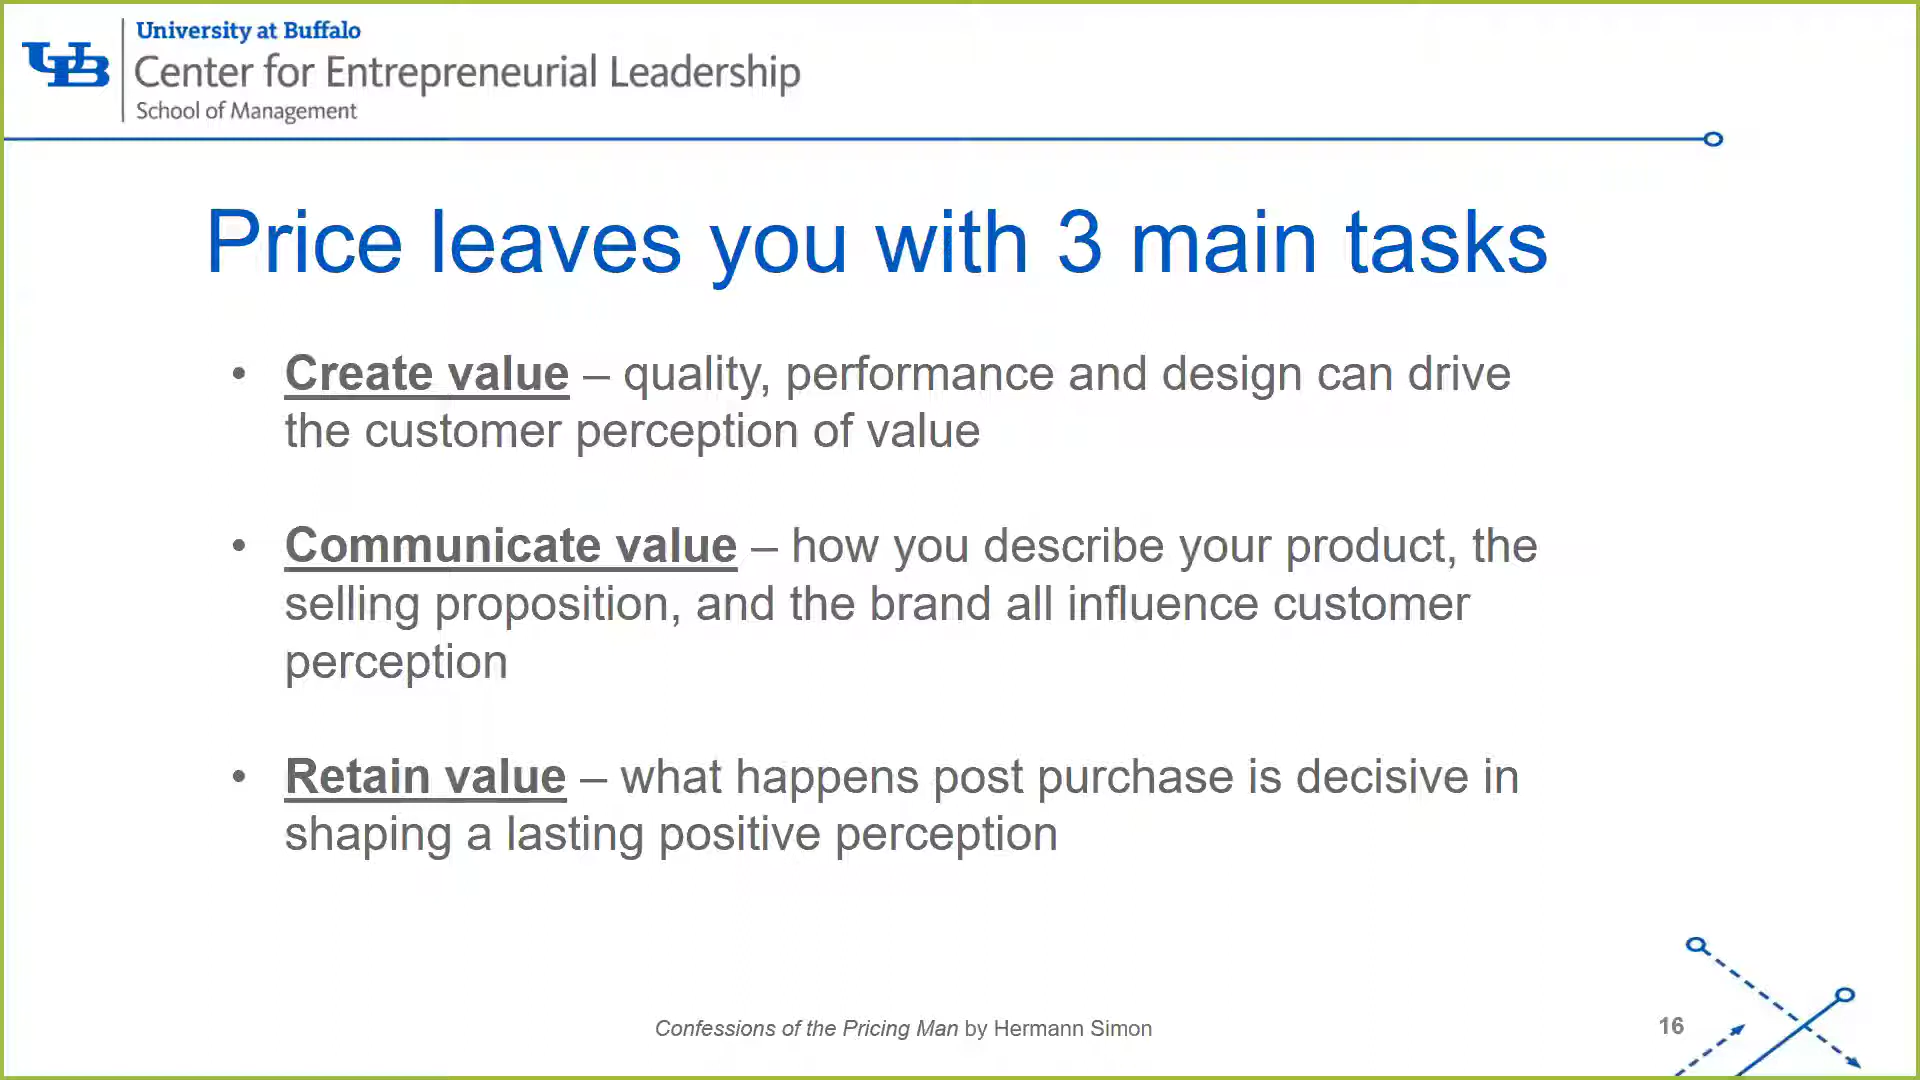 University at Buffalo
UB
Center for Entrepreneurial Leadership
School of Management
Price leaves you with 3 main tasks
• Create value – quality, performance and design can drive
the customer perception of value
• Communicate value – how you describe your product, the
selling proposition, and the brand all influence customer
perception
• Retain value – what happens post purchase is decisive in
shaping a lasting positive perception
Confessions of the Pricing Man by Hermann Simon
16